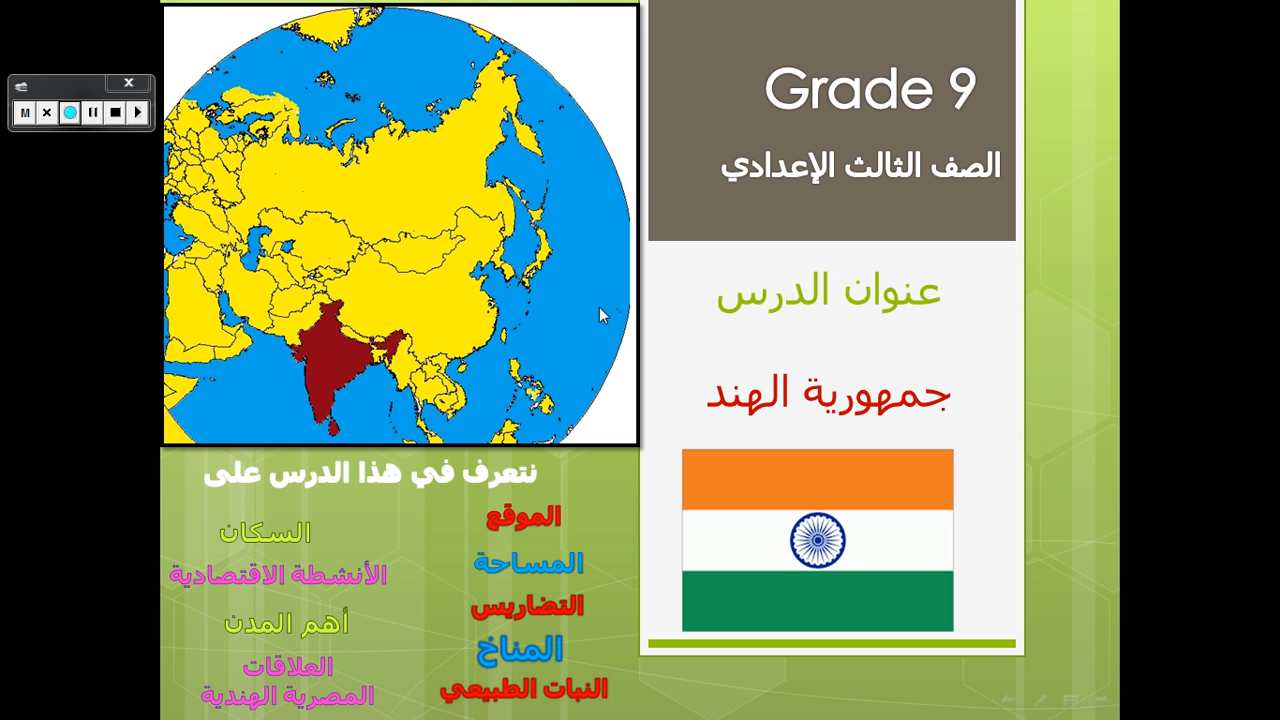 Grade 9
الصف الثالث الإعدادي
عنوان الدرس
جمهورية الهند
نتعرف في هذا الدرس على
الموقع
المساحة
التضاريس
المناخ
النبات الطبيعي
السكان
الأنشطة الاقتصادية
أهم المدن
العلاقات
المصرية الهندية
M